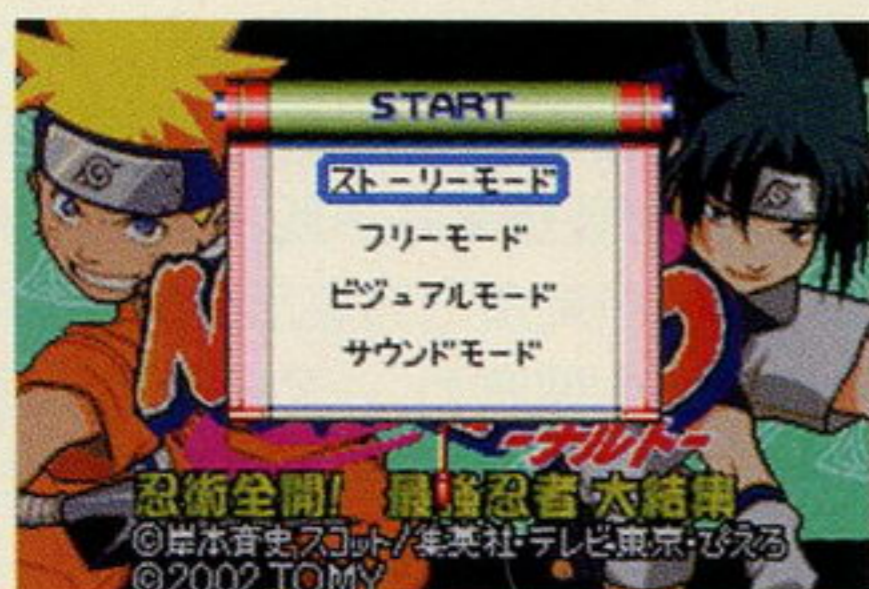 START
ストーリーモード
フリーモード
ビジュアルモード
サウンドモード
N O
ーナルトー
忍術全開! 最強忍者大結集
©岸本斉史スコット/集英社・テレビ東京・ぴえろ
©2002 TOMY